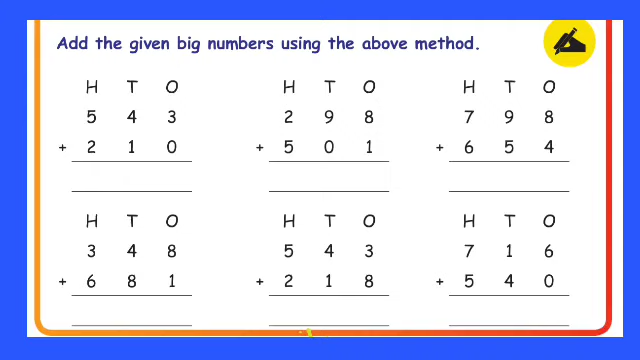 Add the given big numbers using the above method.
H T O H T O H T O
5 4 3 2 9 8 7 9 8
+ 2 1 0 + 5 0 1 + 6 5 4
H T O H T O H T O
3 4 8 5 4 3 7 1 6
+ 6 8 1 + 2 1 8 + 5 4 0